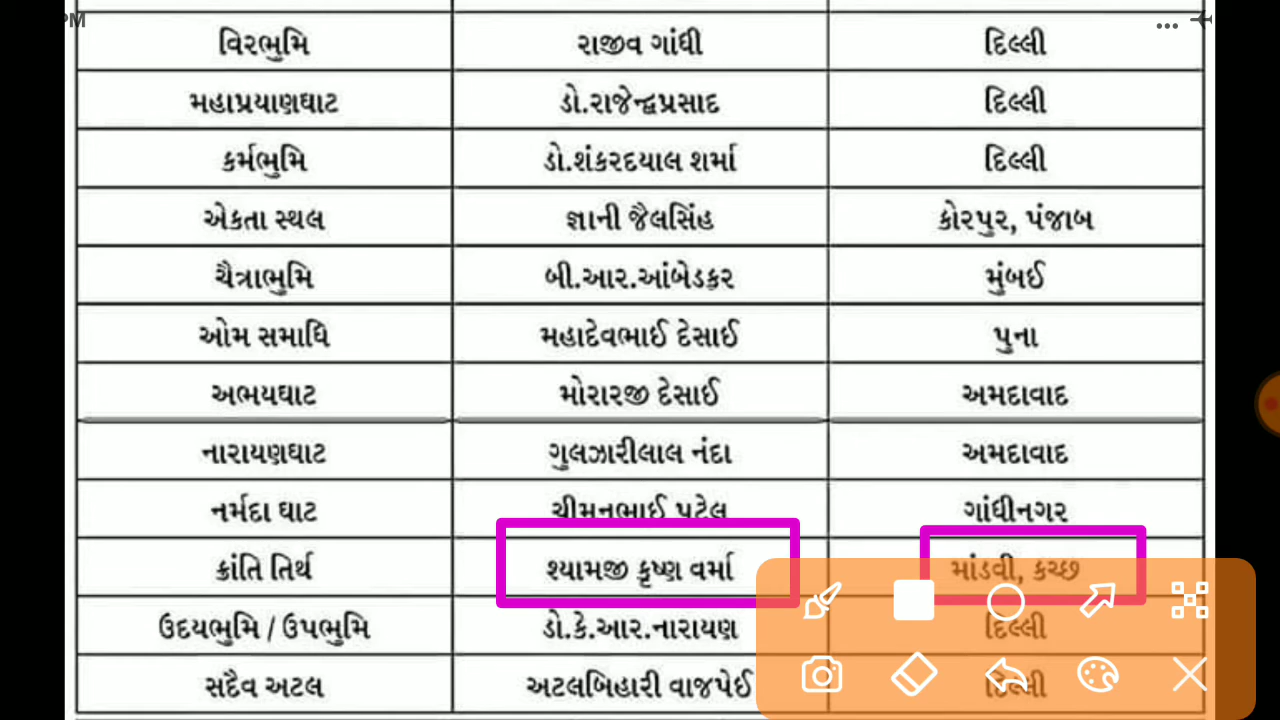 PM
વિરભુમિ રાજીવ ગાંધી દિલ્લી
મહાપ્રયાણઘાટ ડો.રાજેન્દ્રપ્રસાદ દિલ્લી
કર્મભુમિ ડો.શંકરદયાલ શર્મા દિલ્લી
એકતા સ્થલ જ્ઞાની જૈલસિંહ કોરપુર, પંજાબ
ચૈત્રાભુમિ બી.આર.આંબેડકર મુંબઈ
ઓમ સમાધિ મહાદેવભાઈ દેસાઈ પુના
અભયઘાટ મોરારજી દેસાઈ અમદાવાદ
નારાયણઘાટ ગુલઝારીલાલ નંદા અમદાવાદ
નર્મદા ઘાટ ચીમનભાઈ પટેલ ગાંધીનગર
ક્રાંતિ તિર્થ શ્યામજી કૃષ્ણ વર્મા માંડવી, કચ્છ
ઉદયભુમિ / ઉપભુમિ ડો.કે.આર.નારાયણ દિલ્લી
સદૈવ અટલ અટલબિહારી વાજપેઈ દિલ્લી